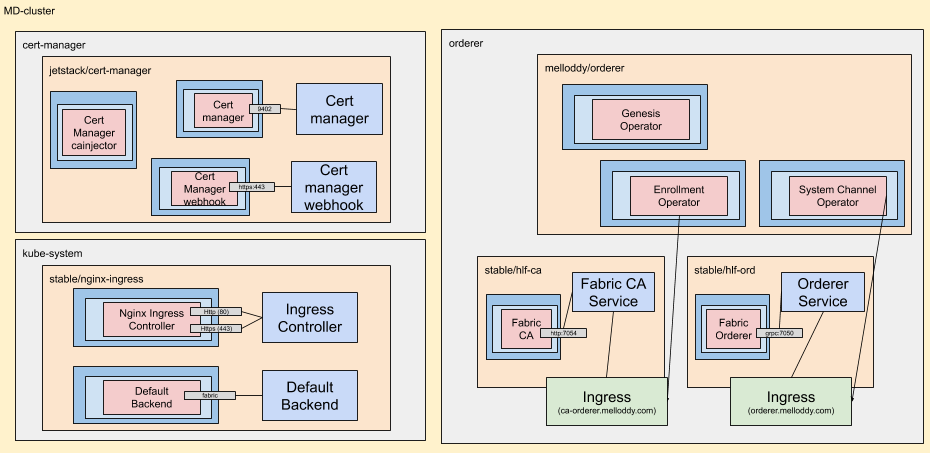 MD-cluster
cert-manager
jetstack/cert-manager
Cert
Manager
cainjector
Cert
manager
9402
Cert
manager
Cert
Manager
webhook
https:443
Cert
manager
webhook
kube-system
stable/nginx-ingress
Nginx Ingress
Controller
Http (80)
Https (443)
Ingress
Controller
Default
Backend
fabric
Default
Backend
orderer
melloddy/orderer
Genesis
Operator
Enrollment
Operator
System Channel
Operator
stable/hlf-ca
Fabric CA
Service
Fabric
CA
http:7054
Ingress
(ca-orderer.melloddy.com)
stable/hlf-ord
Orderer
Service
Fabric
Orderer
grpc:7050
Ingress
(orderer.melloddy.com)